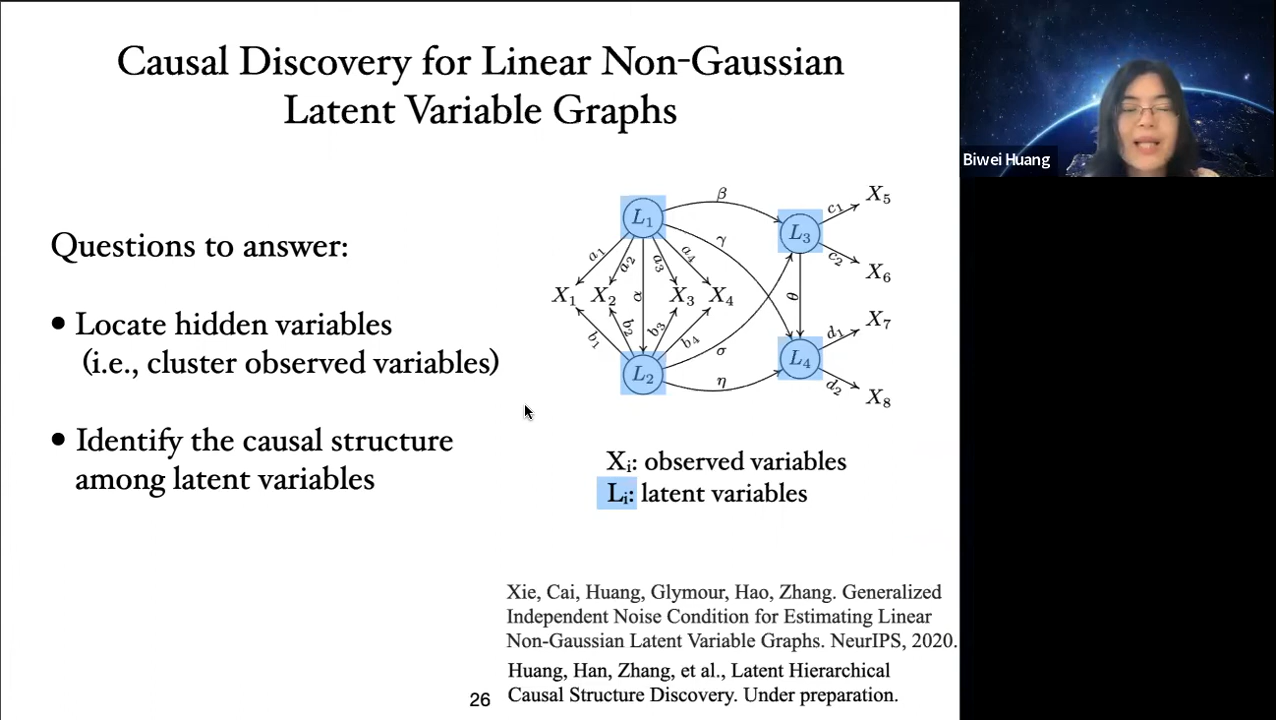 Causal Discovery for Linear Non-Gaussian
Latent Variable Graphs
Biwei Huang
Questions to answer:
• Locate hidden variables
(i.e., cluster observed variables)
• Identify the causal structure
among latent variables
L₁
β
L₃
c₁
X₅
γ
c₂
X₆
a₁
a₂
a₃
a₄
X₁
X₂
α
X₃
X₄
θ
b₁
b₂
b₃
b₄
σ
L₂
η
L₄
d₁
X₇
d₂
X₈
Xᵢ: observed variables
Lᵢ: latent variables
Xie, Cai, Huang, Glymour, Hao, Zhang. Generalized
Independent Noise Condition for Estimating Linear
Non-Gaussian Latent Variable Graphs. NeurIPS, 2020.
Huang, Han, Zhang, et al., Latent Hierarchical
Causal Structure Discovery. Under preparation.
26